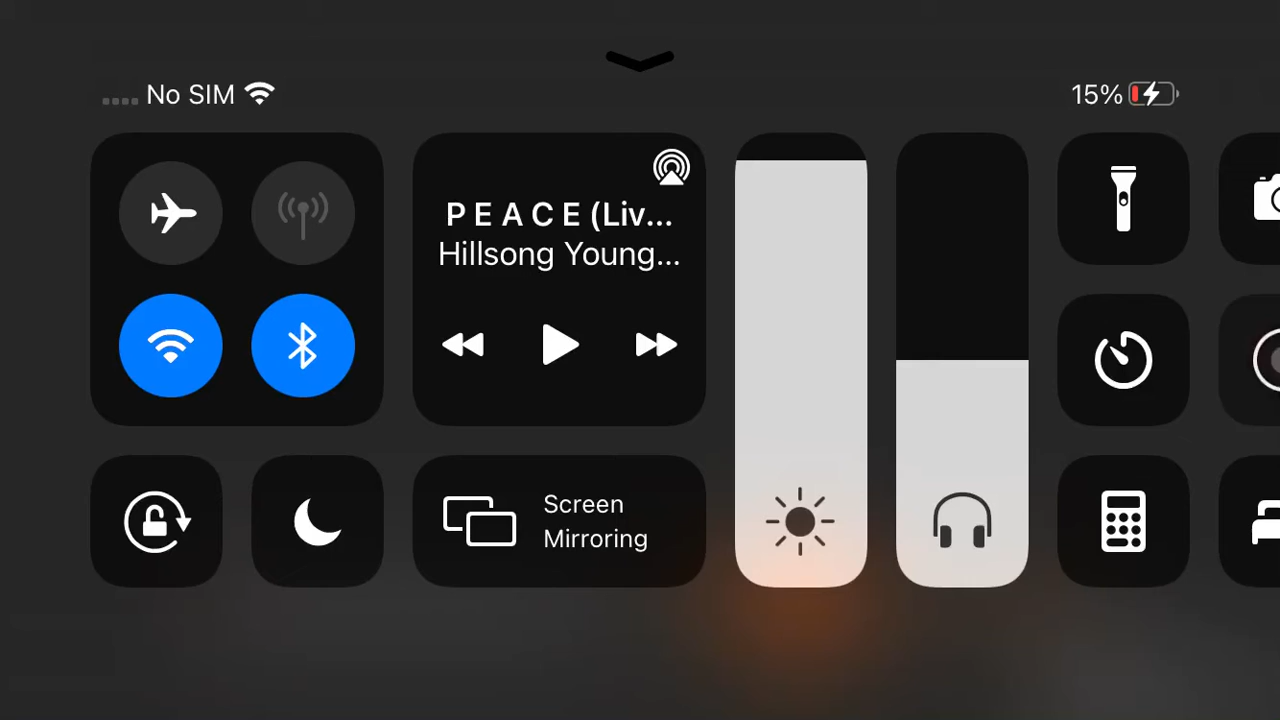 No SIM
15%
P E A C E (Liv...
Hillsong Young...
Screen
Mirroring